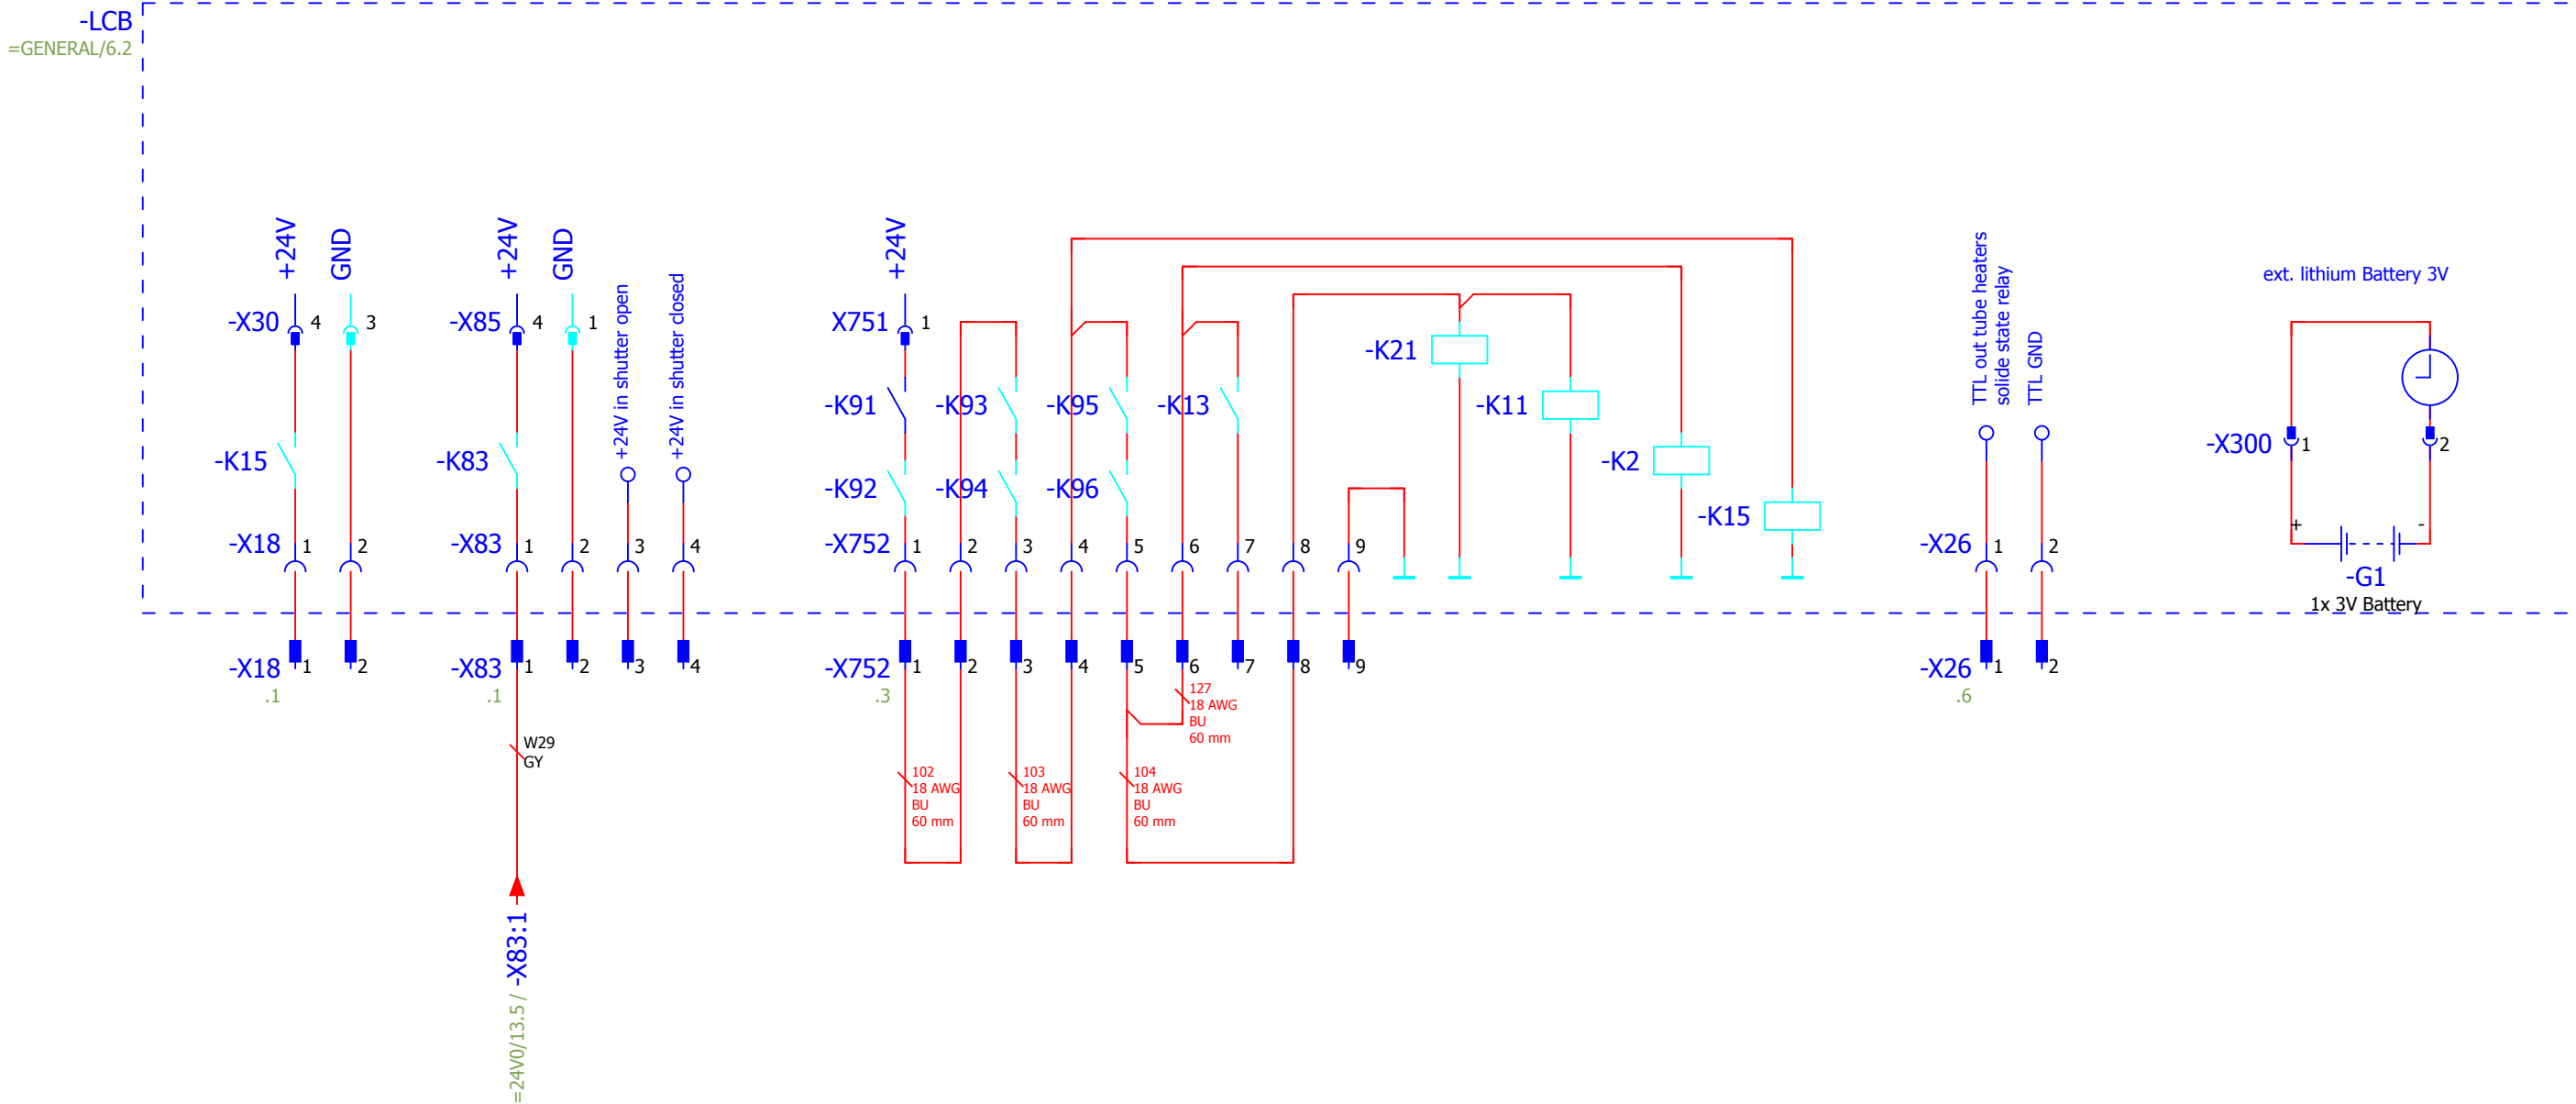 -LCB
=GENERAL/6.2
+24V
GND
+24V
GND
+24V in shutter open
+24V in shutter closed
+24V
TTL out tube heaters
solide state relay
TTL GND
ext. lithium Battery 3V
-X30 4 3
-X85 4 1
X751 1
-K21
-K91 -K93 -K95 -K13
-K11
-K15
-K83
-K92 -K94 -K96
-K2
-K15
-X300 1 2
+ -
-G1
1x 3V Battery
-X18 1 2
-X83 1 2 3 4
-X752 1 2 3 4 5 6 7 8 9
-X26 1 2
-X18 1 2
.1
-X83 1 2 3 4
.1
-X752 1 2 3 4 5 6 7 8 9
.3
-X26 1 2
.6
127
18 AWG
BU
60 mm
W29
GY
102
18 AWG
BU
60 mm
103
18 AWG
BU
60 mm
104
18 AWG
BU
60 mm
=24V0/13.5 / -X83:1